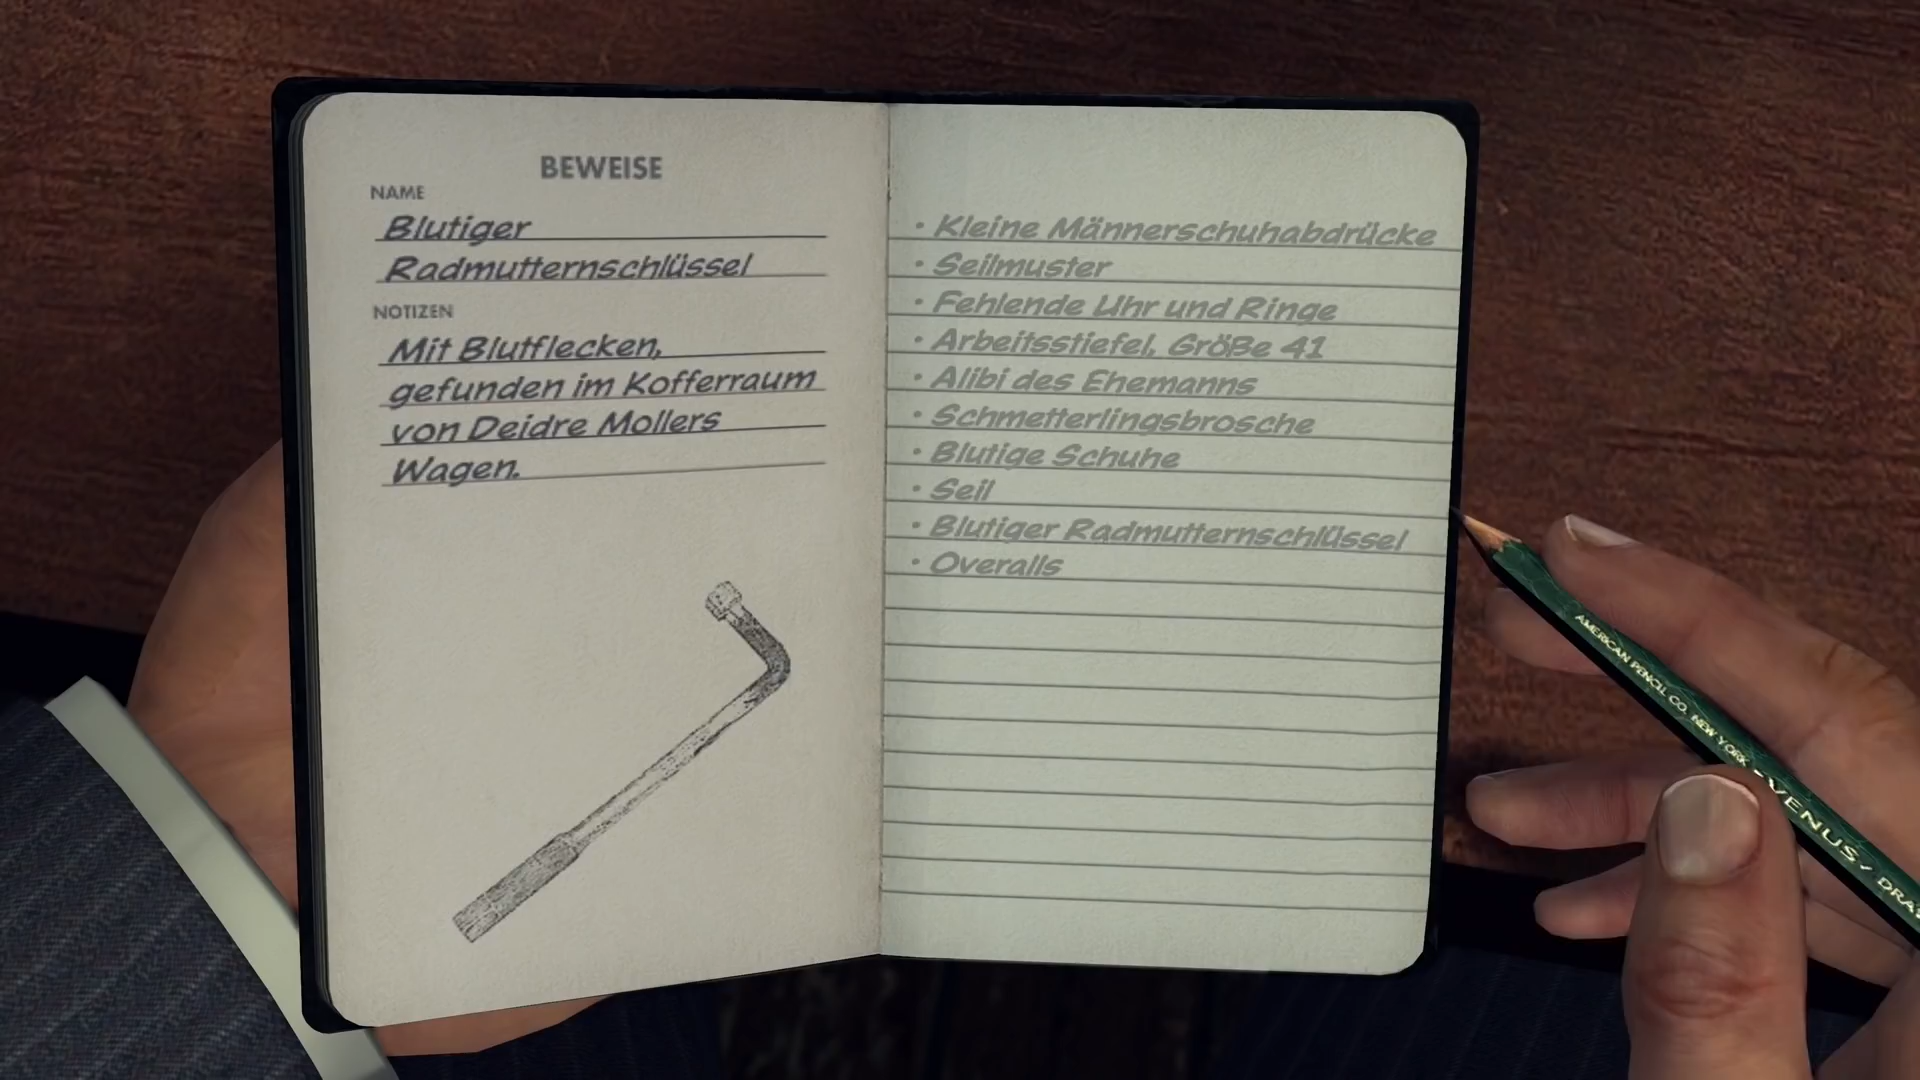 BEWEISE
NAME
Blutiger
Radmutternschlüssel
NOTIZEN
Mit Blutflecken,
gefunden im Kofferraum
von Deidre Mollers
Wagen.
• Kleine Männerschuhabdrücke
• Seilmuster
• Fehlende Uhr und Ringe
• Arbeitsstiefel, Größe 41
• Alibi des Ehemanns
• Schmetterlingsbrosche
• Blutige Schuhe
• Seil
• Blutiger Radmutternschlüssel
• Overalls
AMERICAN PENCIL CO. NEW YORK VENUS